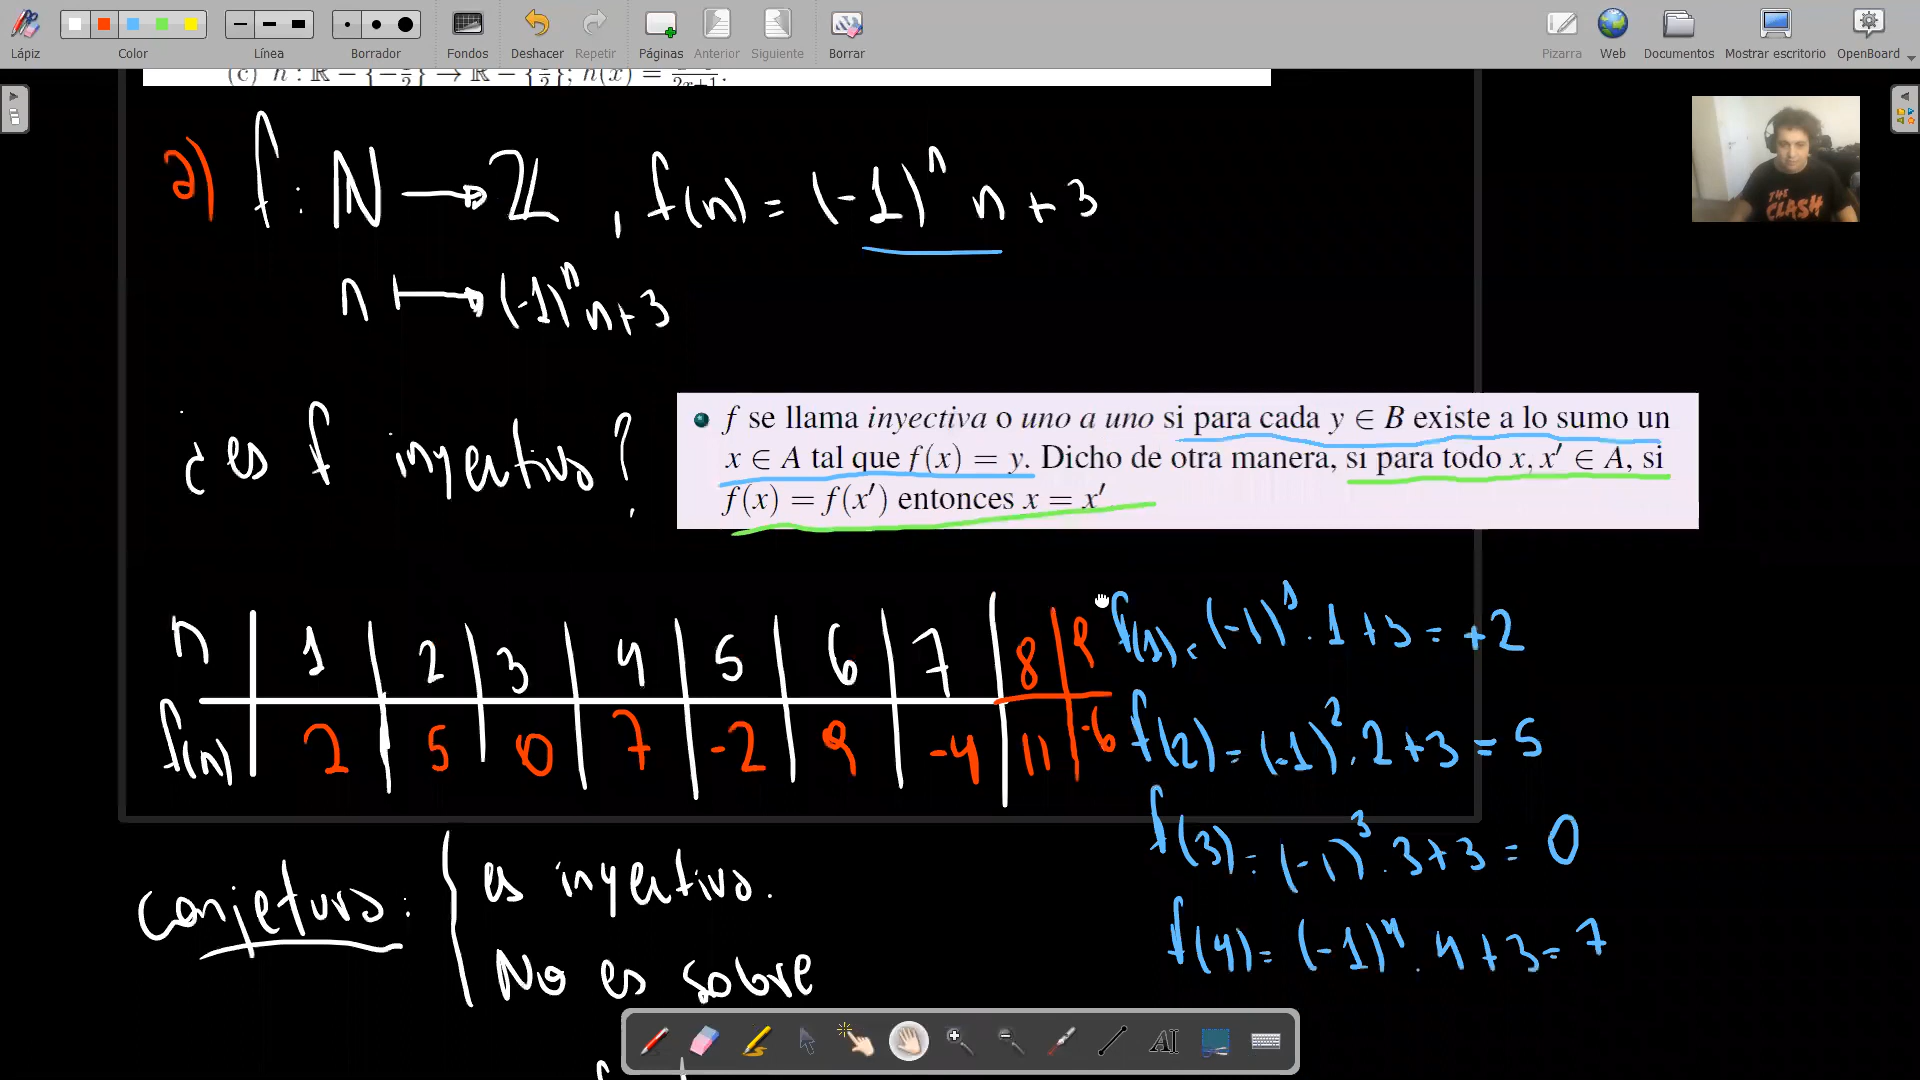 Lápiz
Color
Línea
Borrador
Fondos
Deshacer
Repetir
Páginas
Anterior
Siguiente
Borrar
Pizarra
Web
Documentos
Mostrar escritorio
OpenBoard
a) f : ℕ → ℤ , f(n) = (-1)ⁿ n + 3
n ↦ (-1)ⁿ n + 3
THE CLASH
¿es f inyectiva?
f se llama inyectiva o uno a uno si para cada y ∈ B existe a lo sumo un
x ∈ A tal que f(x) = y. Dicho de otra manera, si para todo x, x′ ∈ A, si
f(x) = f(x′) entonces x = x′
n | 1 | 2 | 3 | 4 | 5 | 6 | 7 | 8 | 9
f(n) | 2 | 5 | 0 | 7 | -2 | 9 | -4 | 11 | -6
f(1) = (-1)¹ · 1 + 3 = +2
f(2) = (-1)² · 2 + 3 = 5
f(3) = (-1)³ · 3 + 3 = 0
f(4) = (-1)⁴ · 4 + 3 = 7
conjetura: es inyectiva.
No es sobre